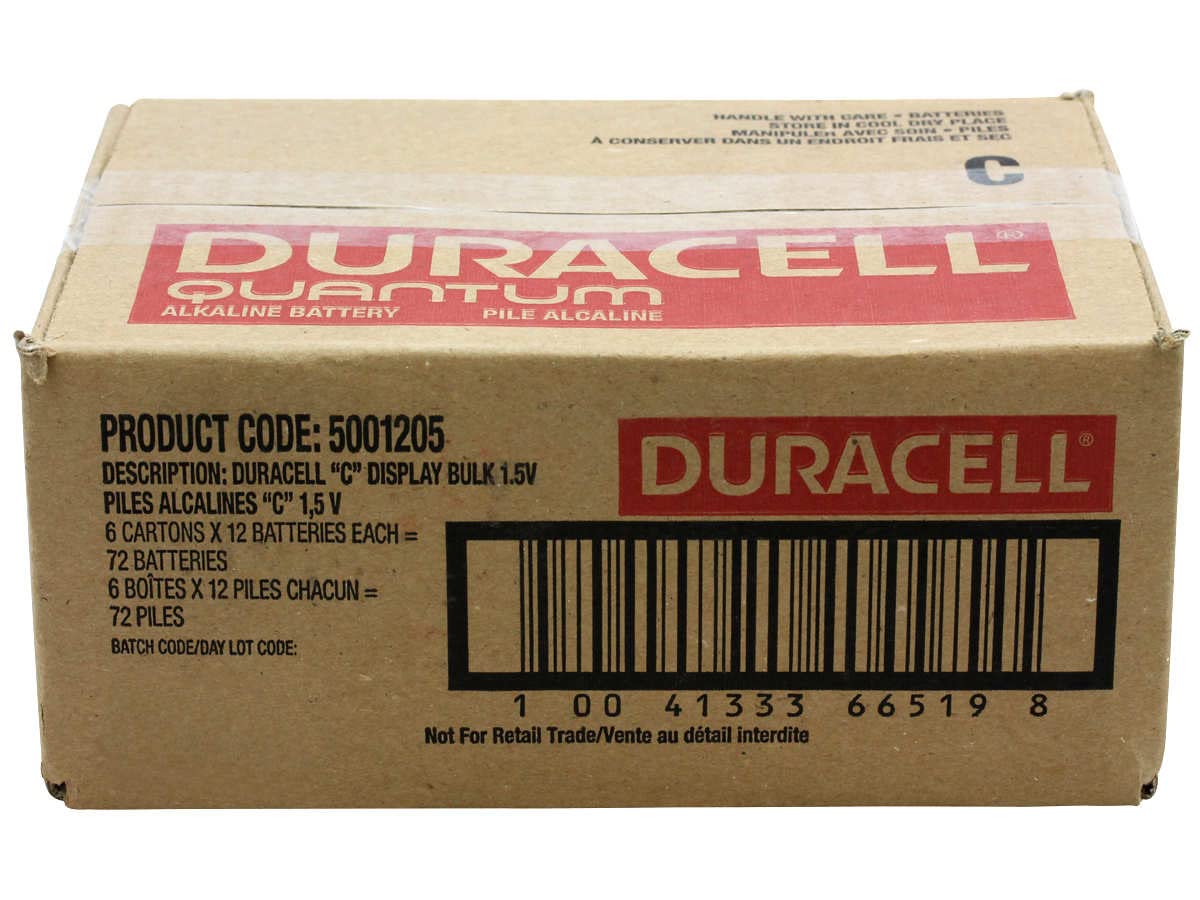 HANDLE WITH CARE - BATTERIES
STORE IN COOL DRY PLACE
MANIPULER AVEC SOIN - PILES
À CONSERVER DANS UN ENDROIT FRAIS ET SEC
C
DURACELL®
QUANTUM
ALKALINE BATTERY PILE ALCALINE
PRODUCT CODE: 5001205
DESCRIPTION: DURACELL “C” DISPLAY BULK 1.5V
PILES ALCALINES “C” 1,5 V
6 CARTONS X 12 BATTERIES EACH =
72 BATTERIES
6 BOÎTES X 12 PILES CHACUN =
72 PILES
BATCH CODE/DAY LOT CODE:
DURACELL®
1 00 41333 66519 8
Not For Retail Trade/Vente au détail interdite